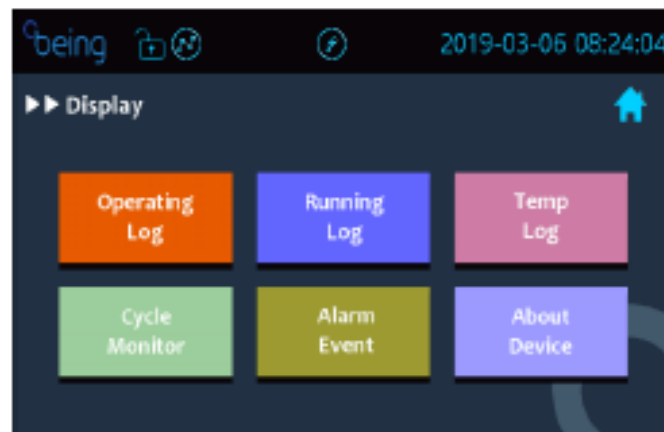 being
2019-03-06 08:24:04
Display
Operating
Log
Running
Log
Temp
Log
Cycle
Monitor
Alarm
Event
About
Device